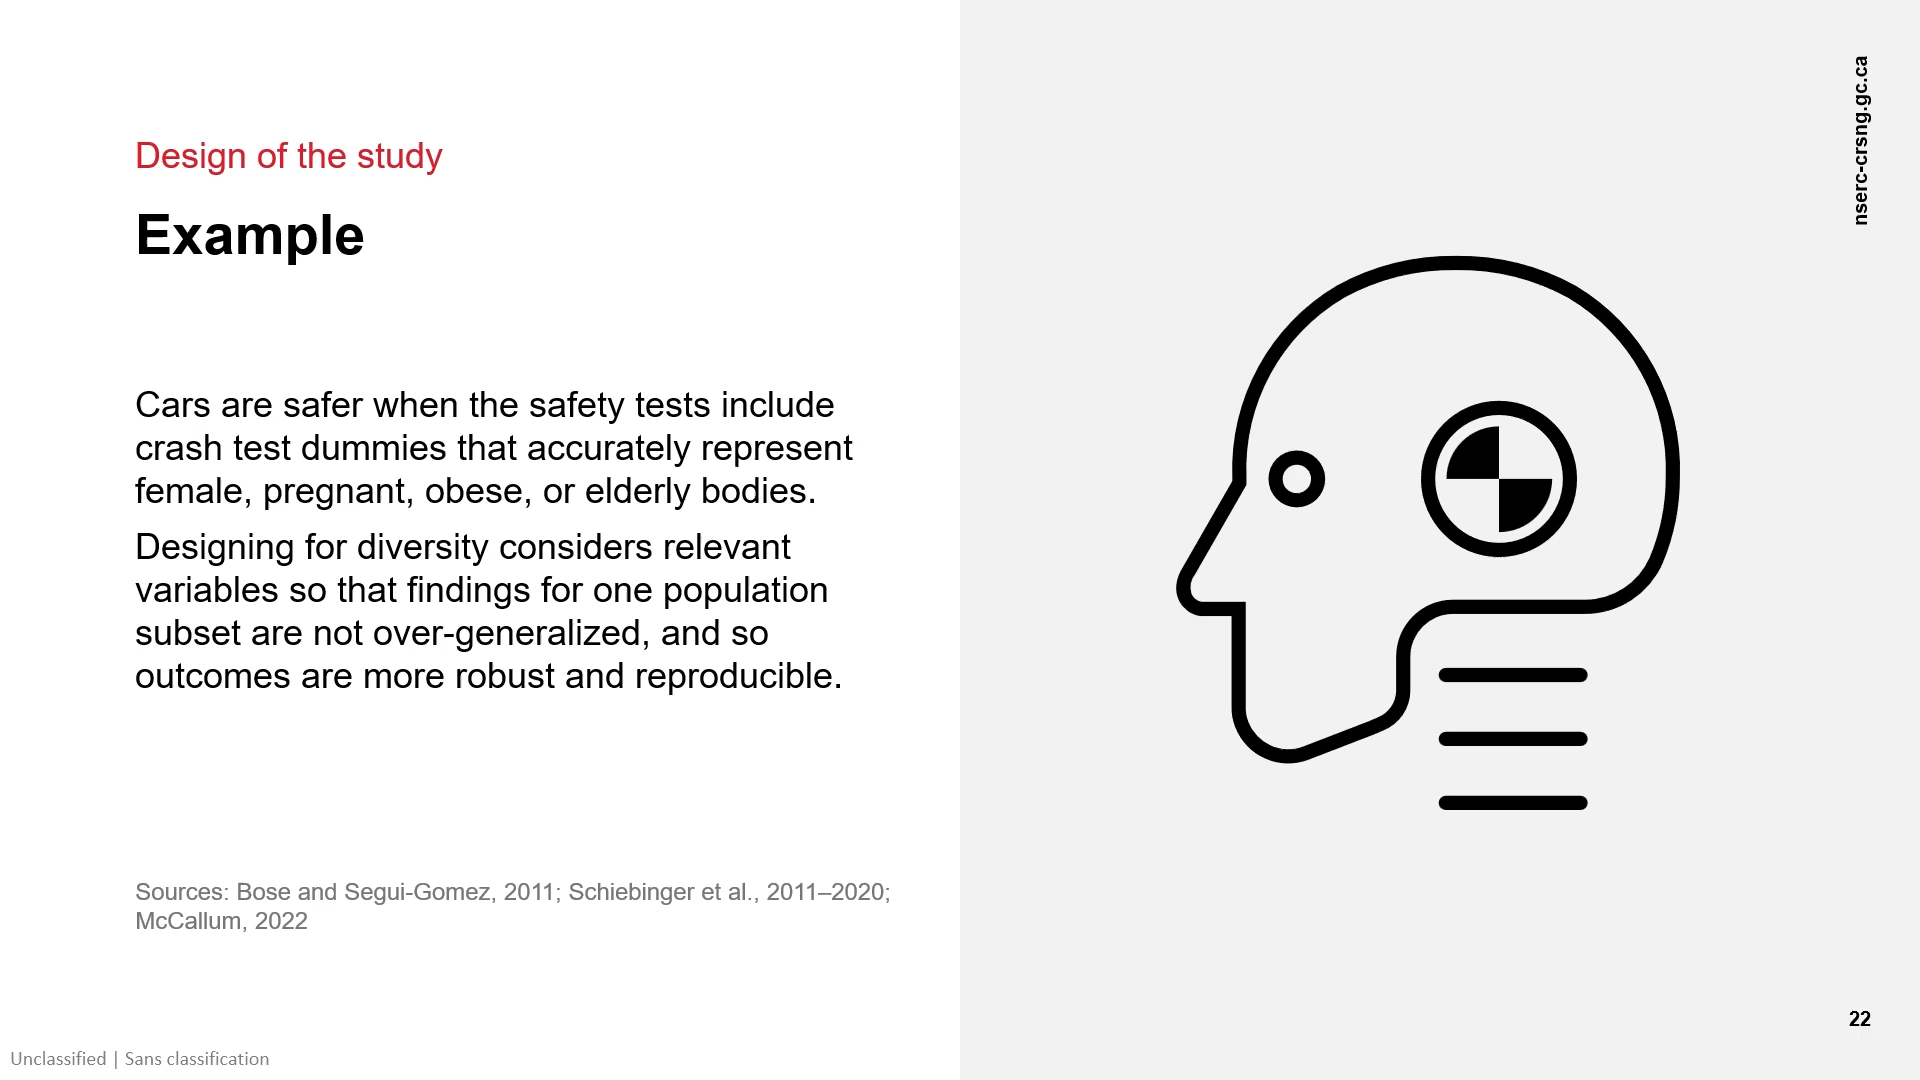 Design of the study
Example
Cars are safer when the safety tests include
crash test dummies that accurately represent
female, pregnant, obese, or elderly bodies.
Designing for diversity considers relevant
variables so that findings for one population
subset are not over-generalized, and so
outcomes are more robust and reproducible.
Sources: Bose and Segui-Gomez, 2011; Schiebinger et al., 2011–2020;
McCallum, 2022
nserc-crsng.gc.ca
22
Unclassified | Sans classification